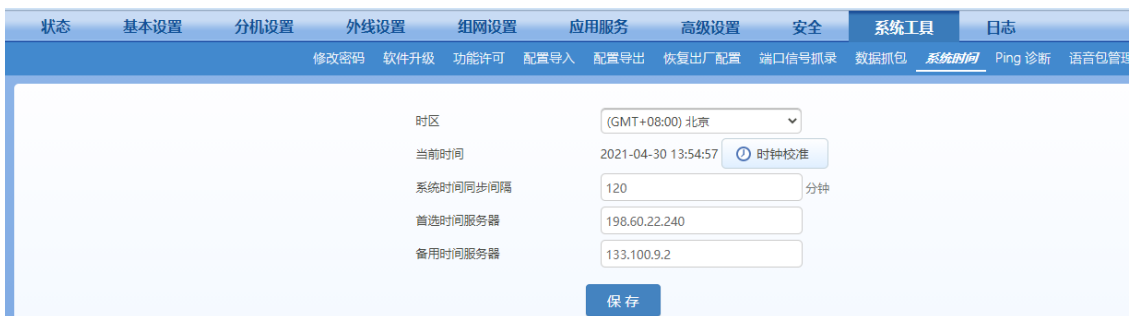 状态 基本设置 分机设置 外线设置 组网设置 应用服务 高级设置 安全 系统工具 日志
修改密码 软件升级 功能许可 配置导入 配置导出 恢复出厂配置 端口信号抓录 数据抓包 系统时间 Ping 诊断 语音包管理
时区 (GMT+08:00) 北京
当前时间 2021-04-30 13:54:57 时钟校准
系统时间同步间隔 120 分钟
首选时间服务器 198.60.22.240
备用时间服务器 133.100.9.2
保存